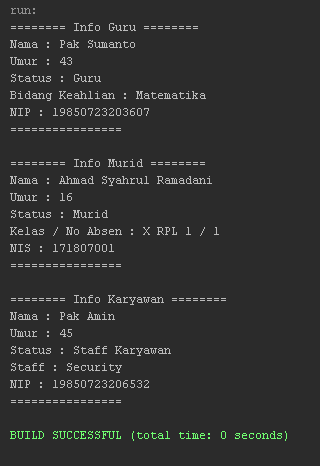 run:
======== Info Guru ========
Nama : Pak Sumanto
Umur : 43
Status : Guru
Bidang Keahlian : Matematika
NIP : 19850723203607
================
======== Info Murid ========
Nama : Ahmad Syahrul Ramadani
Umur : 16
Status : Murid
Kelas / No Absen : X RPL 1 / 1
NIS : 171807001
================
======== Info Karyawan ========
Nama : Pak Amin
Umur : 45
Status : Staff Karyawan
Staff : Security
NIP : 19850723206532
================
BUILD SUCCESSFUL (total time: 0 seconds)